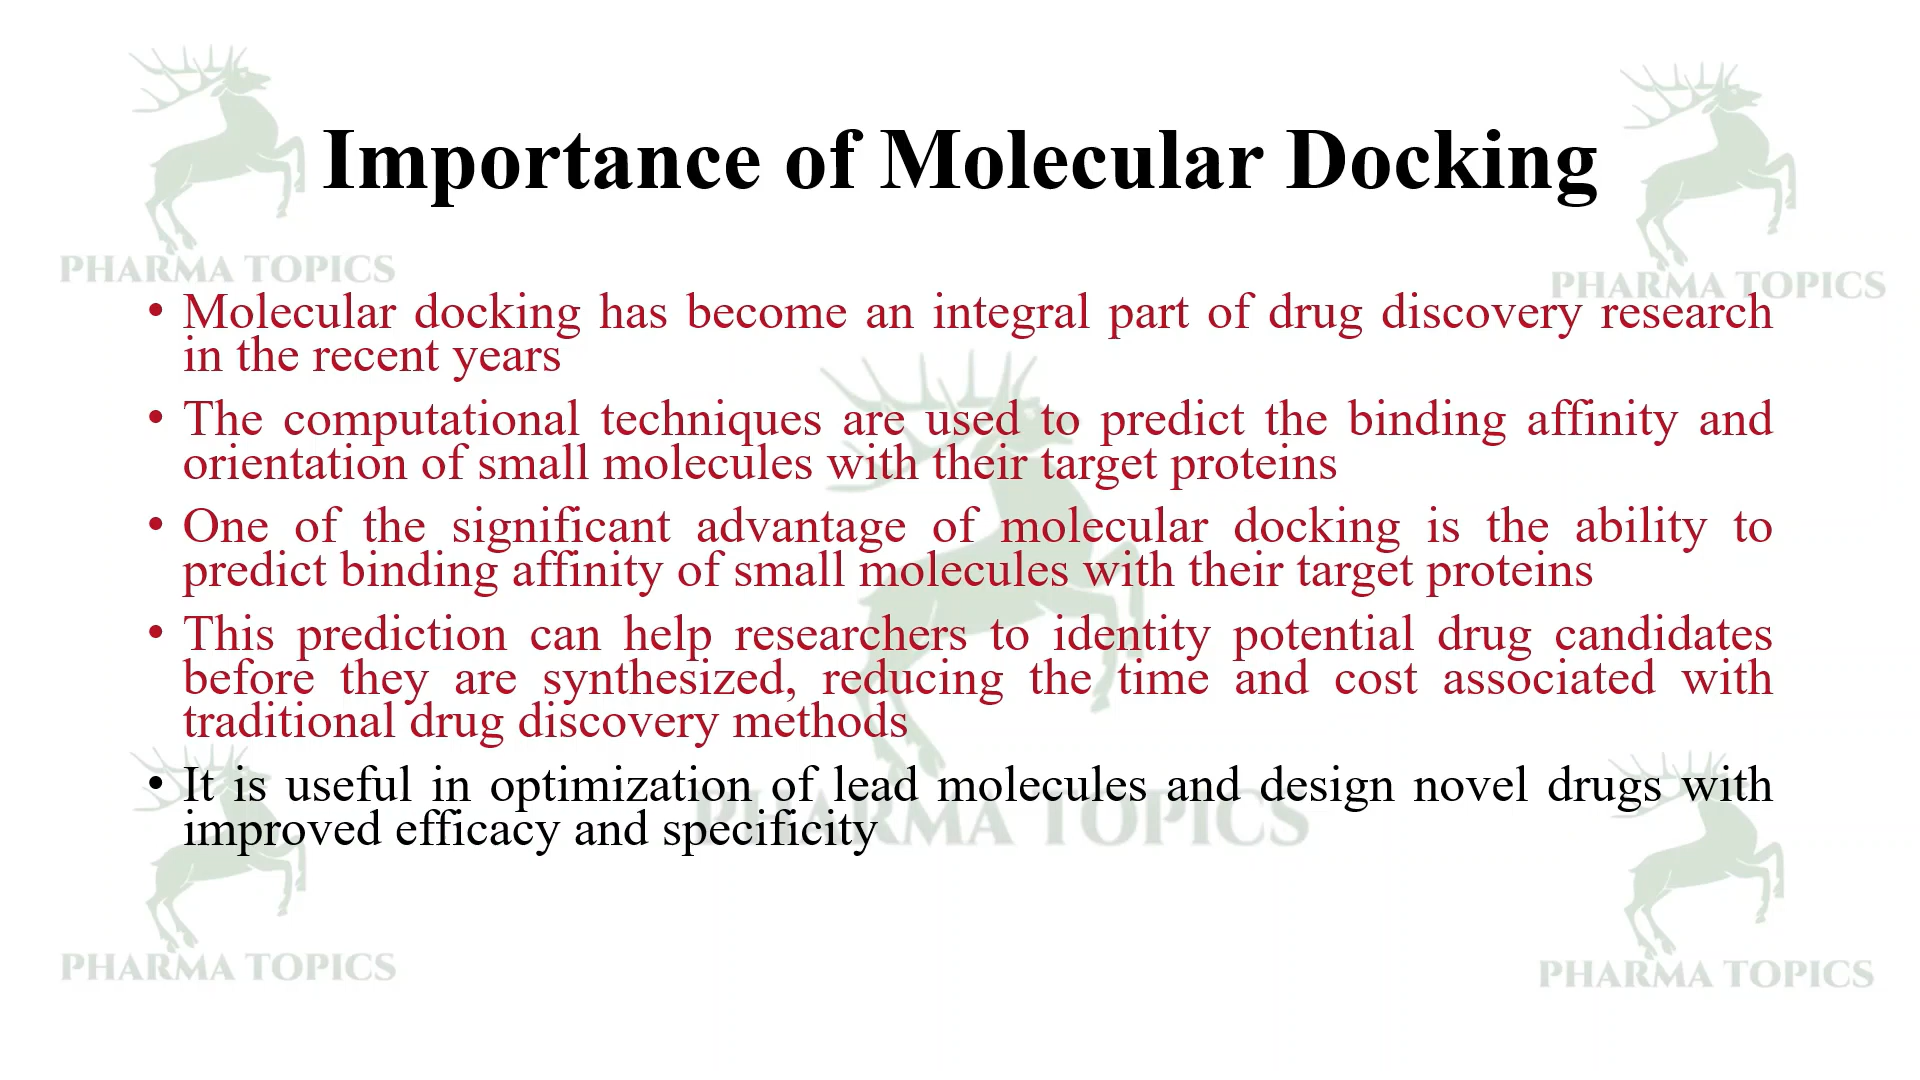 Importance of Molecular Docking
PHARMA TOPICS
PHARMA TOPICS
• Molecular docking has become an integral part of drug discovery research
in the recent years
• The computational techniques are used to predict the binding affinity and
orientation of small molecules with their target proteins
• One of the significant advantage of molecular docking is the ability to
predict binding affinity of small molecules with their target proteins
• This prediction can help researchers to identity potential drug candidates
before they are synthesized, reducing the time and cost associated with
traditional drug discovery methods
• It is useful in optimization of lead molecules and design novel drugs with
improved efficacy and specificity
PHARMA TOPICS
PHARMA TOPICS
PHARMA TOPICS